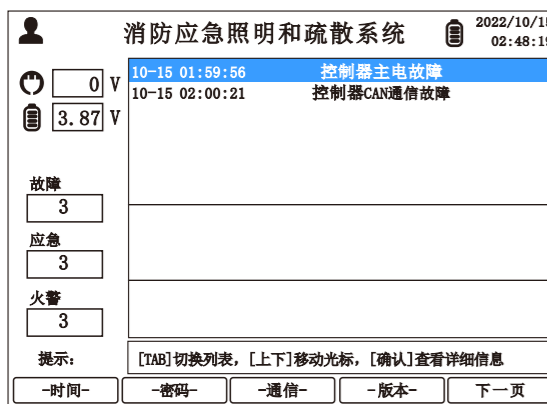 消防应急照明和疏散系统
2022/10/15
02:48:19
0 V
3.87 V
10-15 01:59:56 控制器主电故障
10-15 02:00:21 控制器CAN通信故障
故障
3
应急
3
火警
3
提示: [TAB]切换列表, [上下]移动光标, [确认]查看详细信息
-时间- -密码- -通信- -版本- 下一页